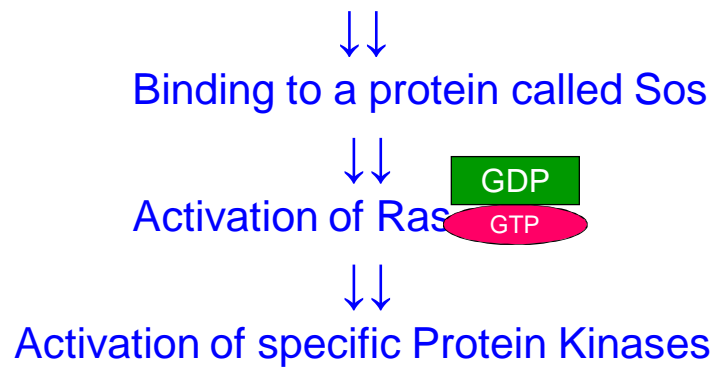 ↓↓
Binding to a protein called Sos
↓↓
GDP
Activation of Ras GTP
↓↓
Activation of specific Protein Kinases